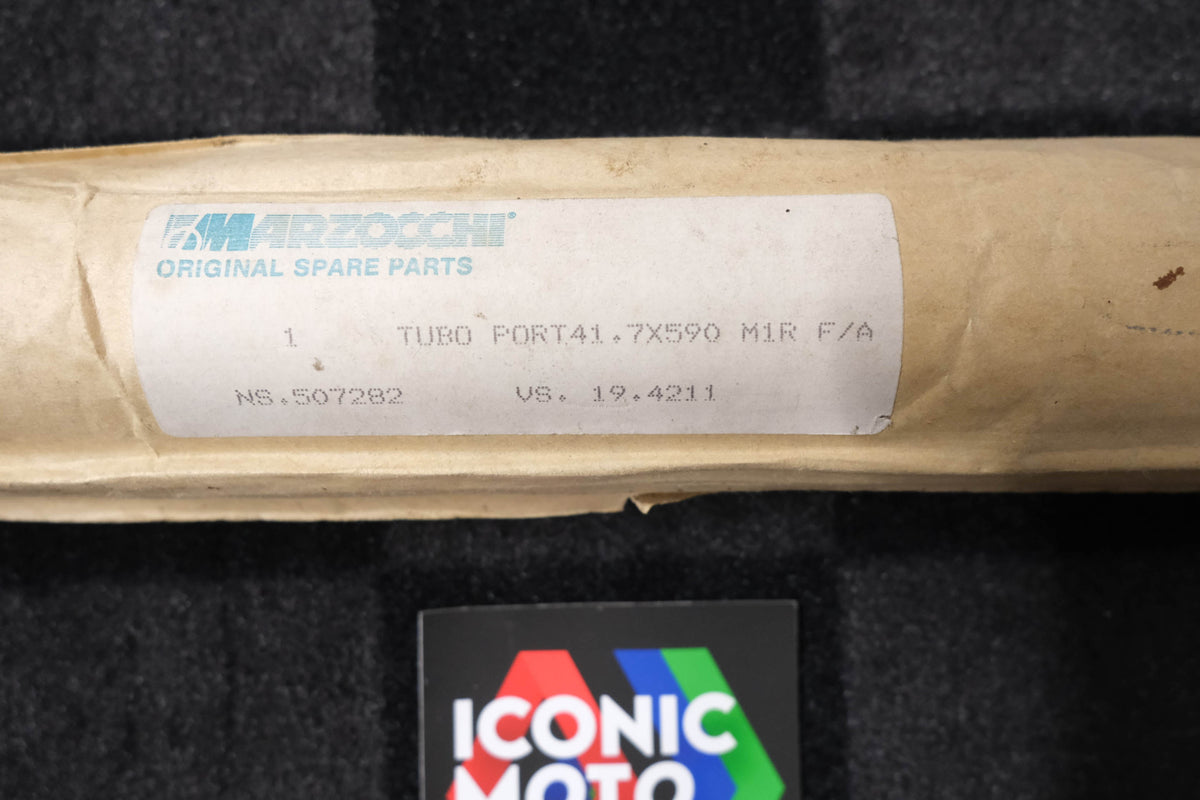 MARZOCCHI®
ORIGINAL SPARE PARTS
1 TUBO PORT41.7X590 M1R F/A
NS.507282 VS. 19.4211
ICONIC
MOTO